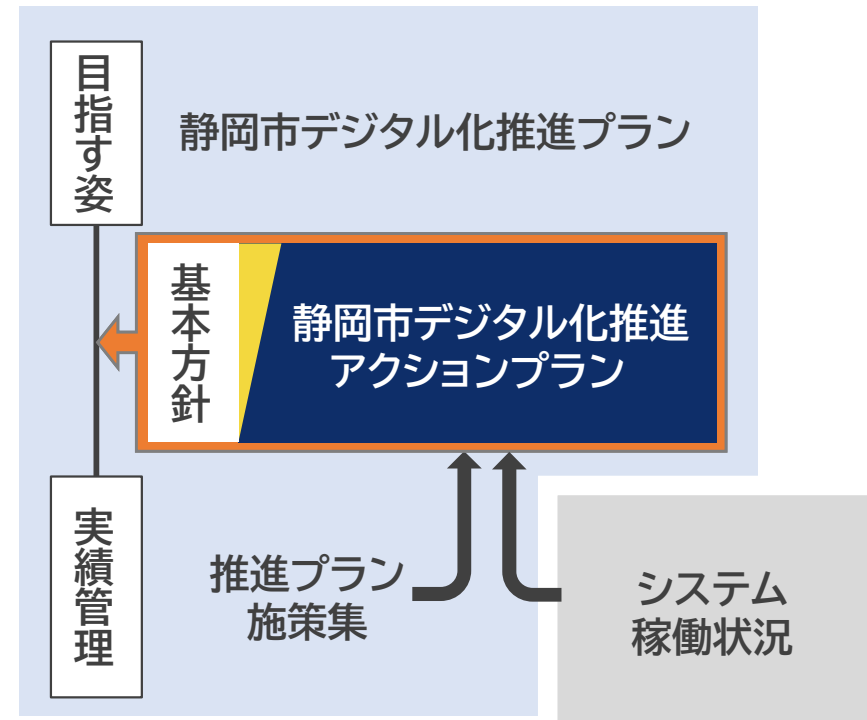 目指す姿
静岡市デジタル化推進プラン
基本方針
静岡市デジタル化推進
アクションプラン
実績管理
推進プラン
施策集
システム
稼働状況